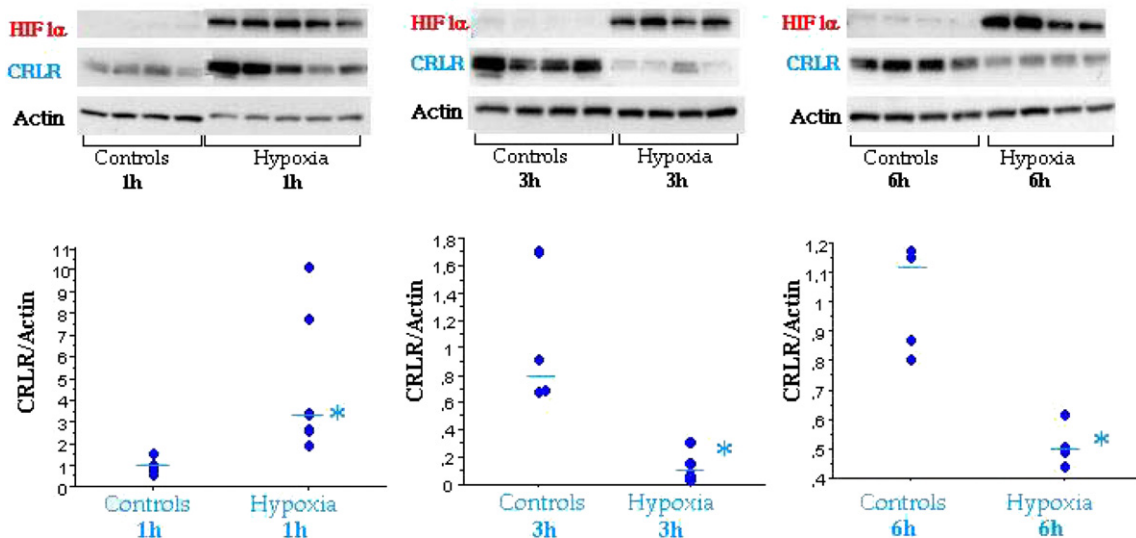 HIF 1α
CRLR
Actin
Controls
1h
Hypoxia
1h
HIF 1α
CRLR
Actin
Controls
3h
Hypoxia
3h
HIF 1α
CRLR
Actin
Controls
6h
Hypoxia
6h
CRLR/Actin
11
10
9
8
7
6
5
4
3
2
1
0
*
Controls
1h
Hypoxia
1h
CRLR/Actin
1,8
1,6
1,4
1,2
1
,8
,6
,4
,2
0
*
Controls
3h
Hypoxia
3h
CRLR/Actin
1,2
1,1
1
,9
,8
,7
,6
,5
,4
*
Controls
6h
Hypoxia
6h